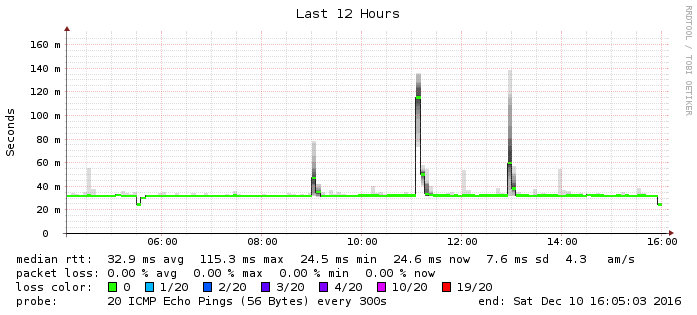 Last 12 Hours
RRDTOOL / TOBI OETIKER
Seconds
160 m
140 m
120 m
100 m
80 m
60 m
40 m
20 m
0
06:00 08:00 10:00 12:00 14:00 16:00
median rtt: 32.9 ms avg 115.3 ms max 24.5 ms min 24.6 ms now 7.6 ms sd 4.3 am/s
packet loss: 0.00 % avg 0.00 % max 0.00 % min 0.00 % now
loss color: 0 1/20 2/20 3/20 4/20 10/20 19/20
probe: 20 ICMP Echo Pings (56 Bytes) every 300s end: Sat Dec 10 16:05:03 2016